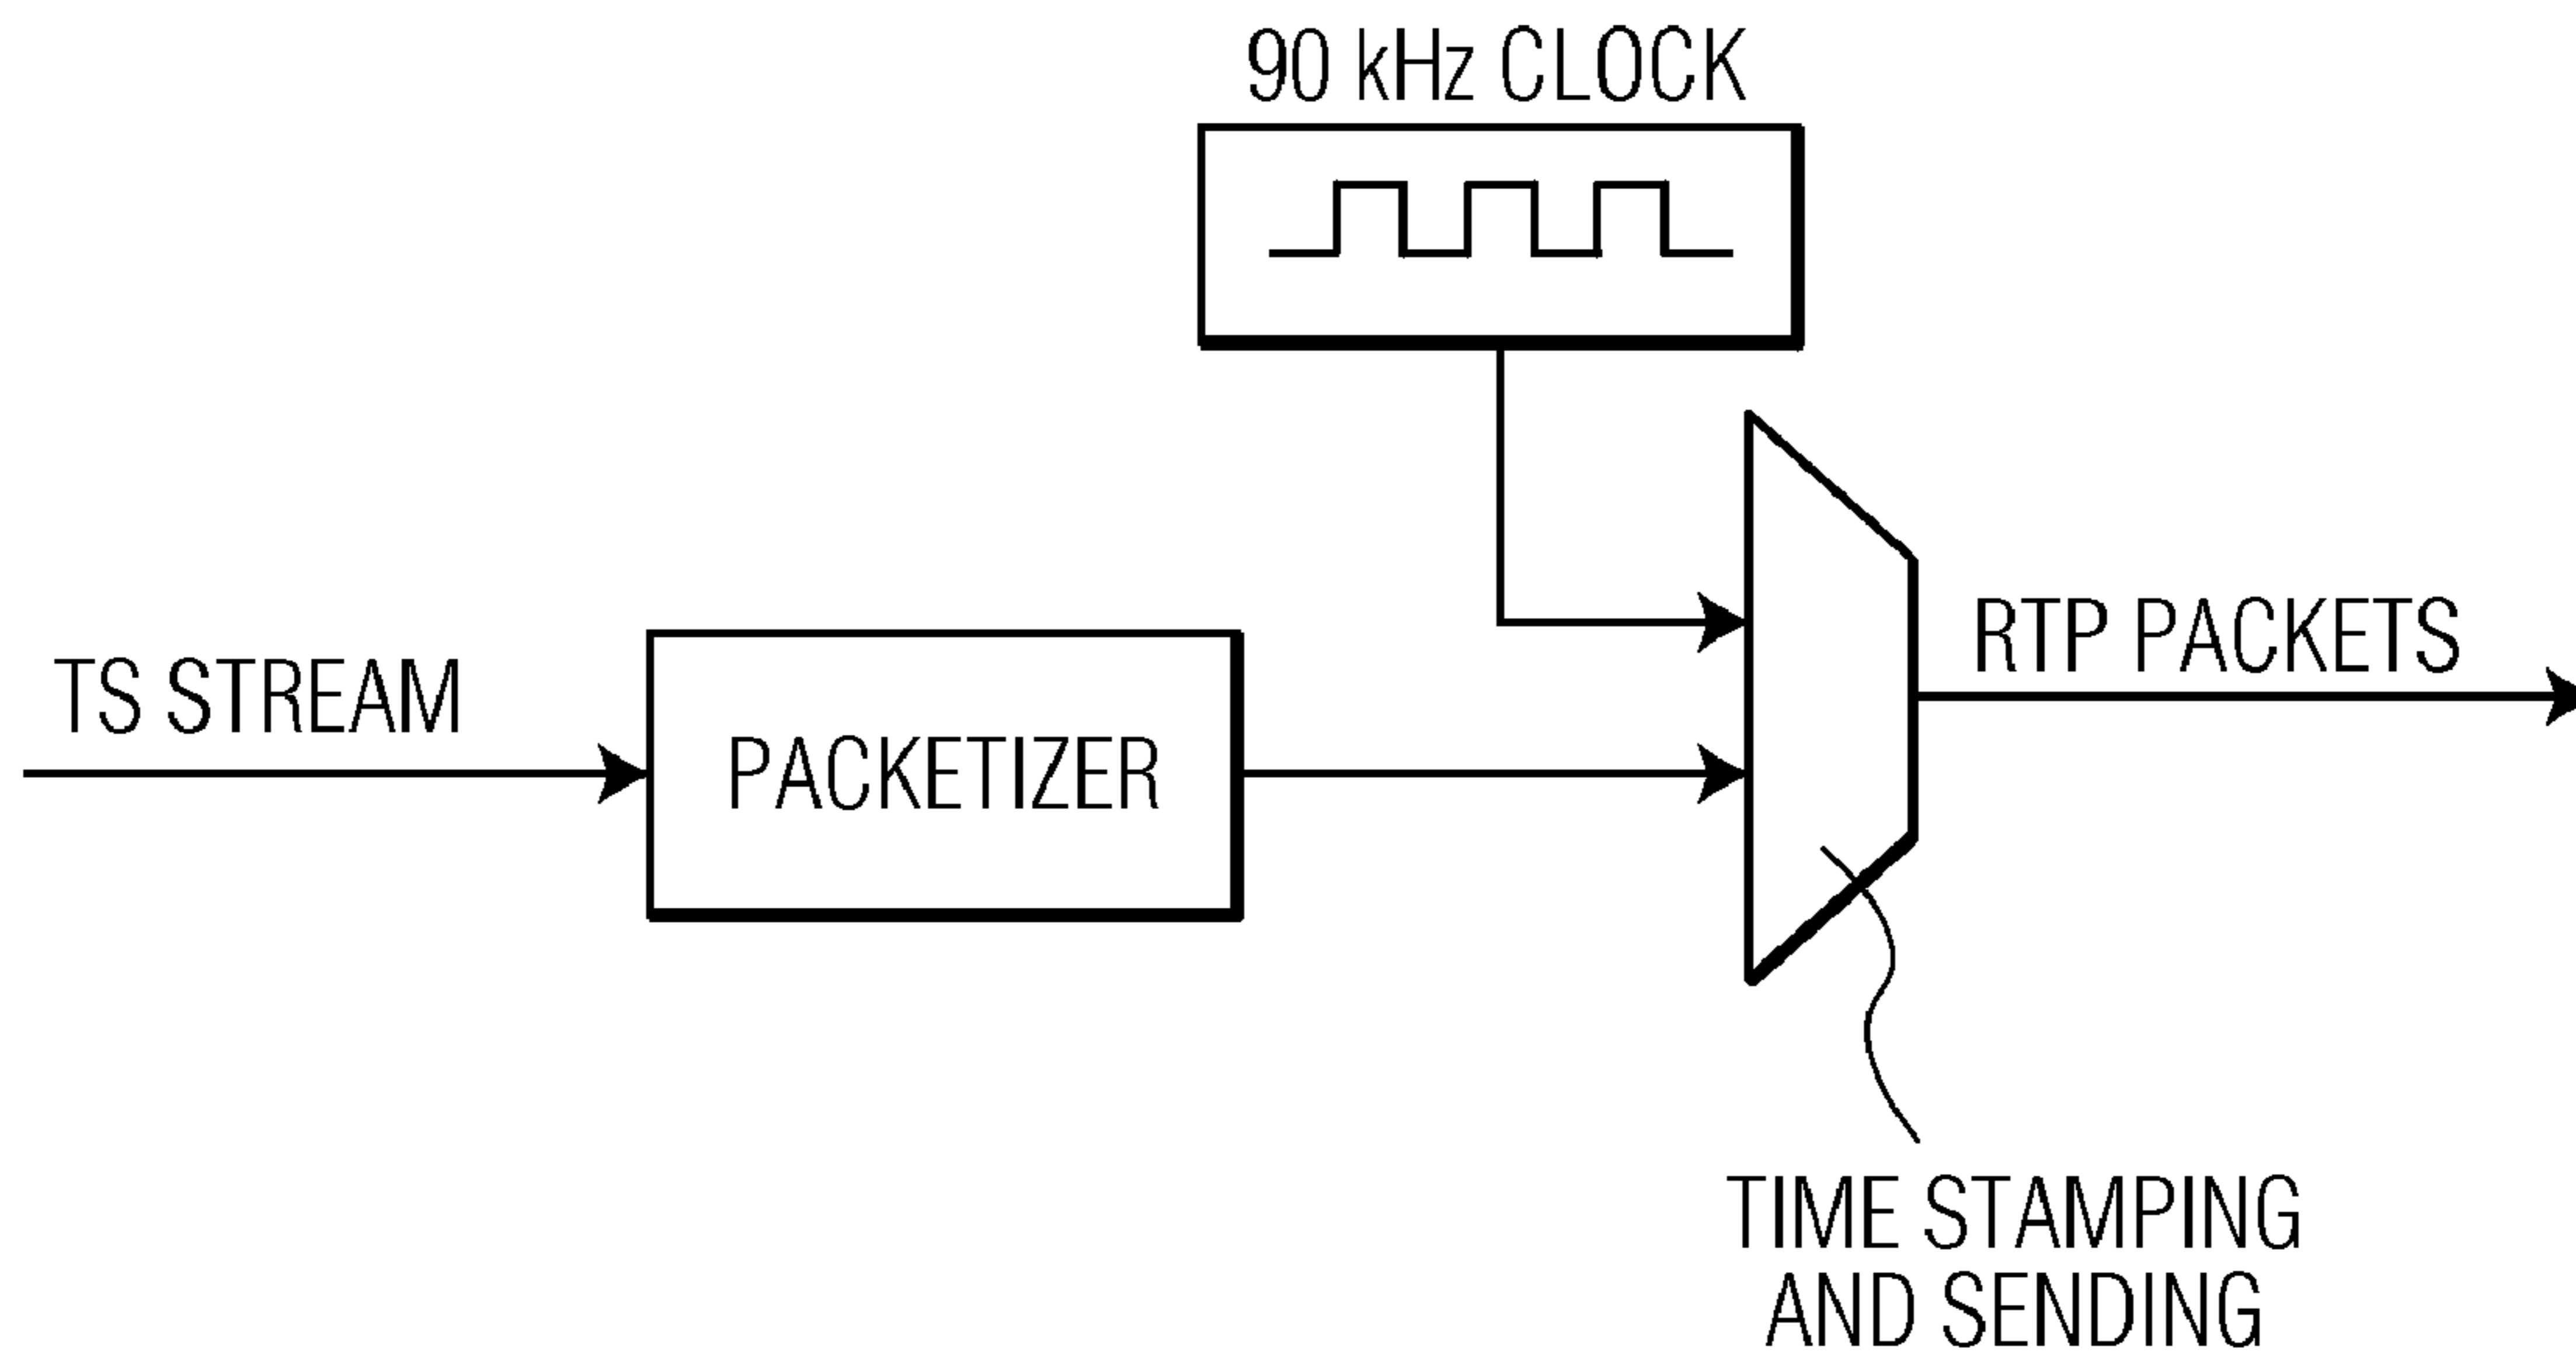 90 kHz CLOCK
TS STREAM
PACKETIZER
RTP PACKETS
TIME STAMPING
AND SENDING